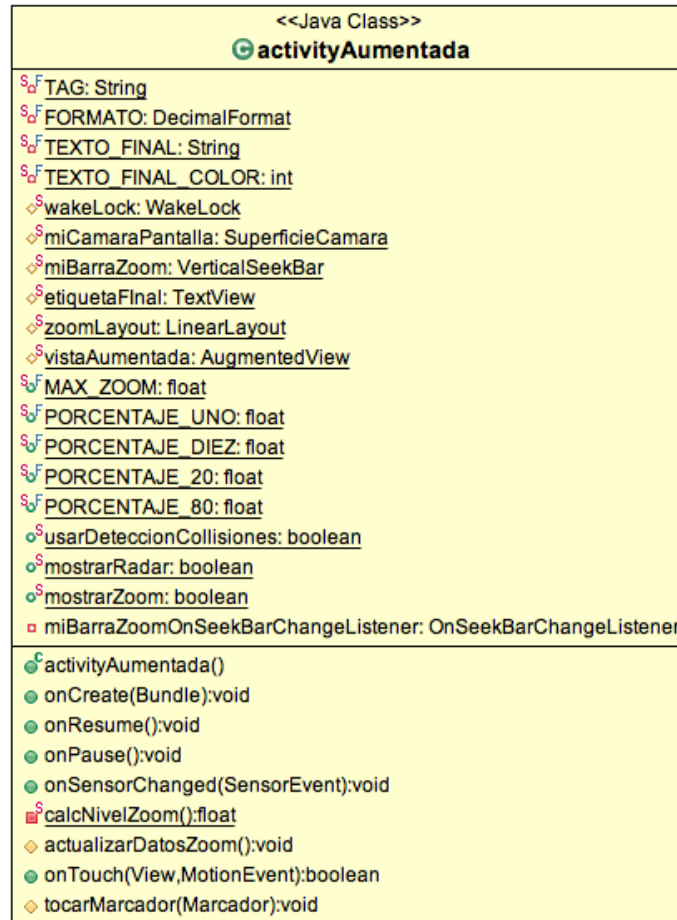 <<Java Class>>
C activityAumentada
S F TAG: String
S F FORMATO: DecimalFormat
S F TEXTO_FINAL: String
S F TEXTO_FINAL_COLOR: int
S wakeLock: WakeLock
S miCamaraPantalla: SuperficieCamara
S miBarraZoom: VerticalSeekBar
S etiquetaFInal: TextView
S zoomLayout: LinearLayout
S vistaAumentada: AugmentedView
S F MAX_ZOOM: float
S F PORCENTAJE_UNO: float
S F PORCENTAJE_DIEZ: float
S F PORCENTAJE_20: float
S F PORCENTAJE_80: float
S usarDeteccionCollisiones: boolean
S mostrarRadar: boolean
S mostrarZoom: boolean
miBarraZoomOnSeekBarChangeListener: OnSeekBarChangeListener
C activityAumentada()
onCreate(Bundle):void
onResume():void
onPause():void
onSensorChanged(SensorEvent):void
S calcNivelZoom():float
actualizarDatosZoom():void
onTouch(View,MotionEvent):boolean
tocarMarcador(Marcador):void